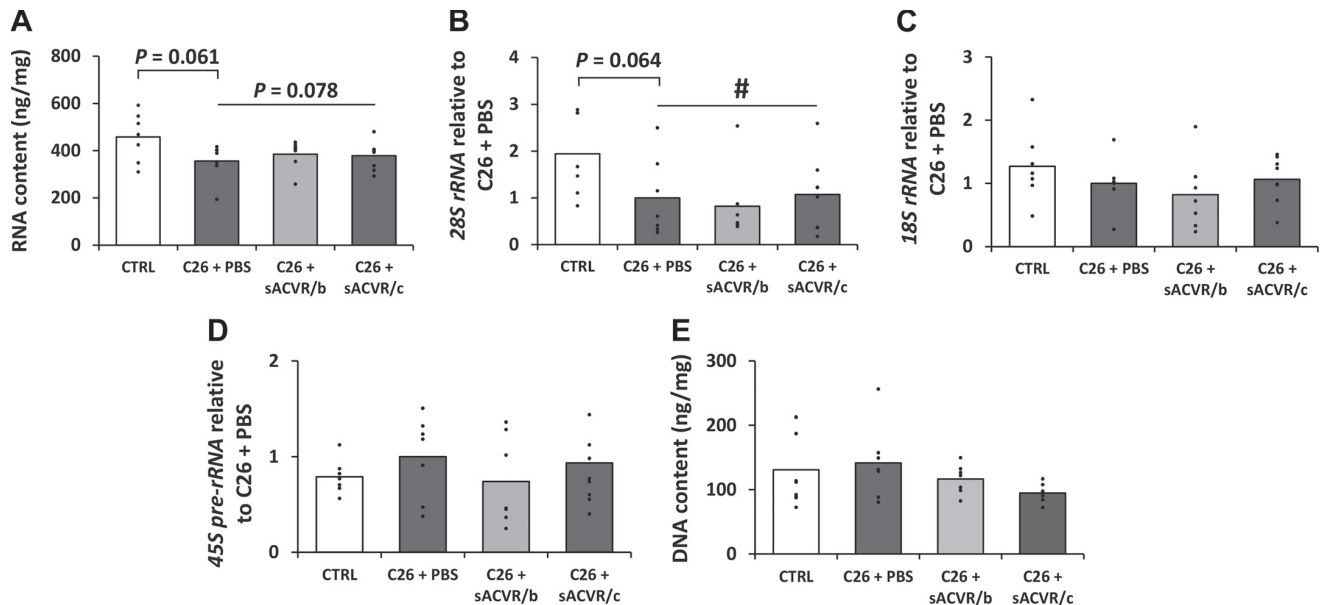 A
RNA content (ng/mg)
800
600
400
200
0
P = 0.061
P = 0.078
CTRL
C26 + PBS
C26 +
sACVR/b
C26 +
sACVR/c
B
28S rRNA relative to
C26 + PBS
4
3
2
1
0
P = 0.064
#
CTRL
C26 + PBS
C26 +
sACVR/b
C26 +
sACVR/c
C
18S rRNA relative to
C26 + PBS
3
2
1
0
CTRL
C26 + PBS
C26 +
sACVR/b
C26 +
sACVR/c
D
45S pre-rRNA relative
to C26 + PBS
2
1
0
CTRL
C26 + PBS
C26 +
sACVR/b
C26 +
sACVR/c
E
DNA content (ng/mg)
300
200
100
0
CTRL
C26 + PBS
C26 +
sACVR/b
C26 +
sACVR/c